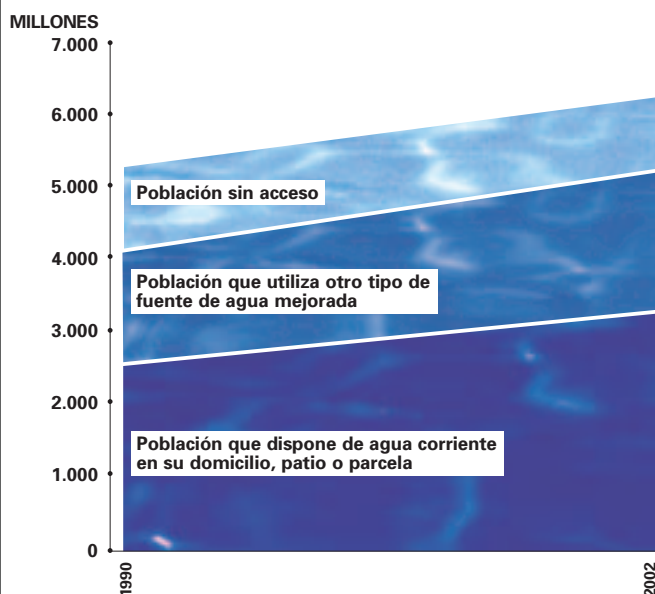 MILLONES
7.000
6.000
5.000
4.000
3.000
2.000
1.000
0
Población sin acceso
Población que utiliza otro tipo de
fuente de agua mejorada
Población que dispone de agua corriente
en su domicilio, patio o parcela
1990
2002